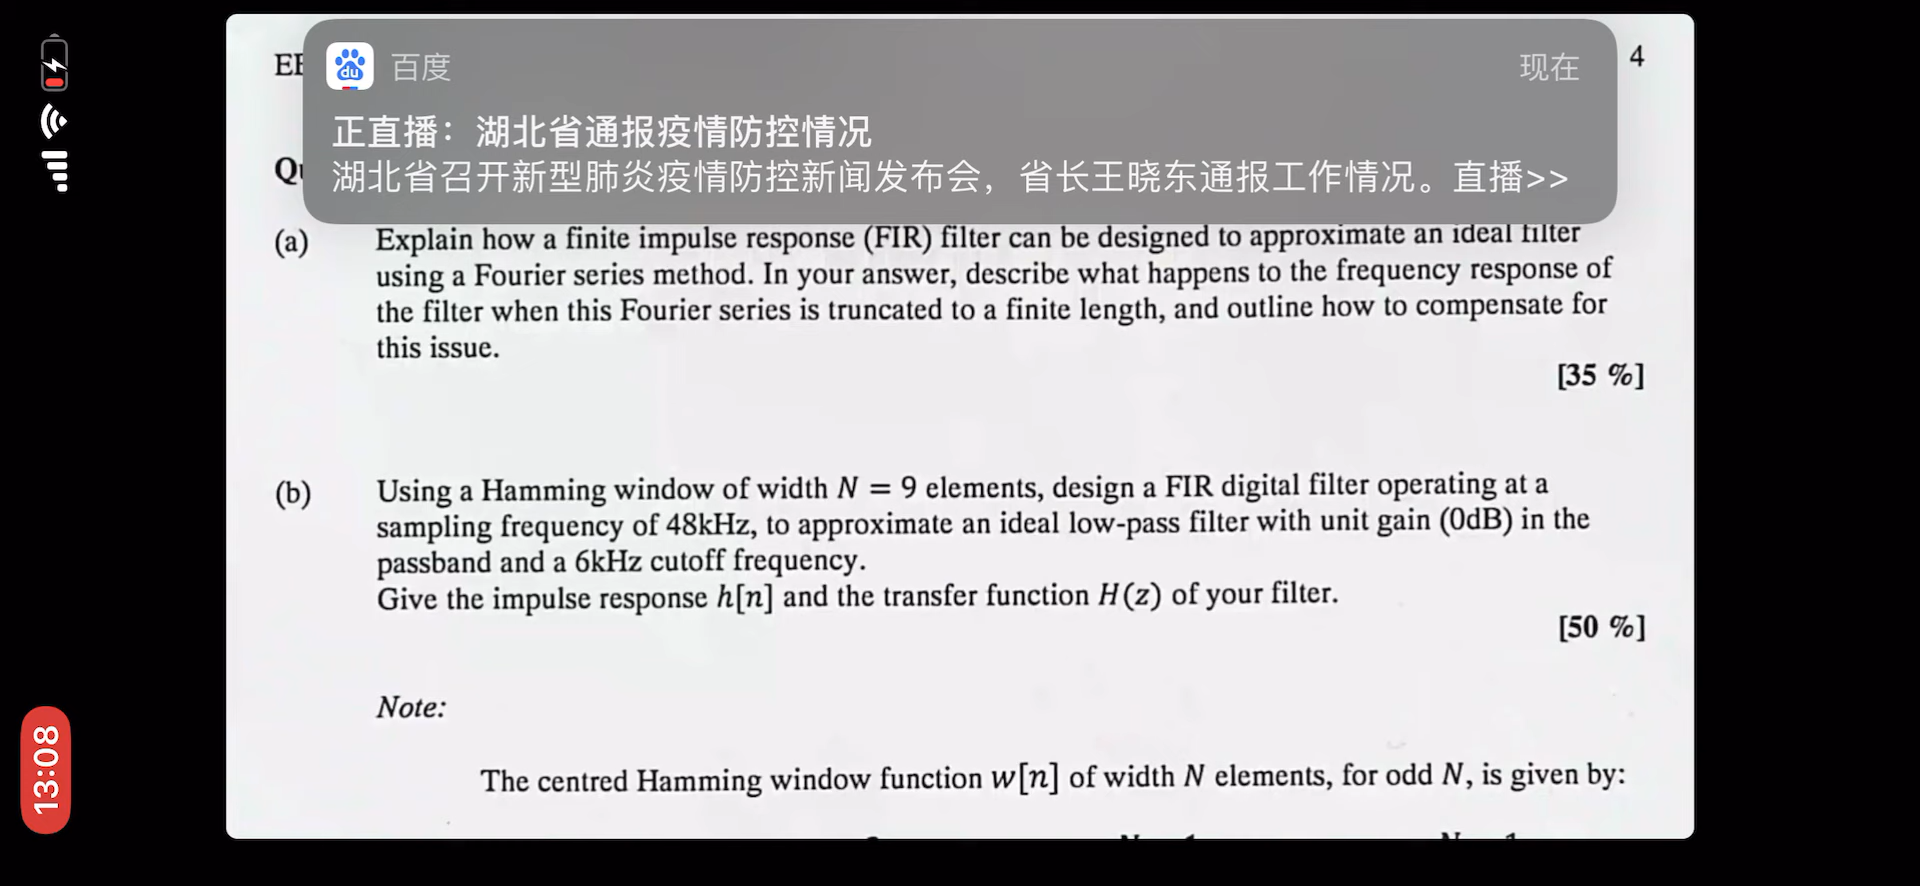 13:08
百度
现在
正直播：湖北省通报疫情防控情况
湖北省召开新型肺炎疫情防控新闻发布会，省长王晓东通报工作情况。直播>>
4
(a) Explain how a finite impulse response (FIR) filter can be designed to approximate an ideal filter
using a Fourier series method. In your answer, describe what happens to the frequency response of
the filter when this Fourier series is truncated to a finite length, and outline how to compensate for
this issue.
[35 %]
(b) Using a Hamming window of width N = 9 elements, design a FIR digital filter operating at a
sampling frequency of 48kHz, to approximate an ideal low-pass filter with unit gain (0dB) in the
passband and a 6kHz cutoff frequency.
Give the impulse response h[n] and the transfer function H(z) of your filter.
[50 %]
Note:
The centred Hamming window function w[n] of width N elements, for odd N, is given by: